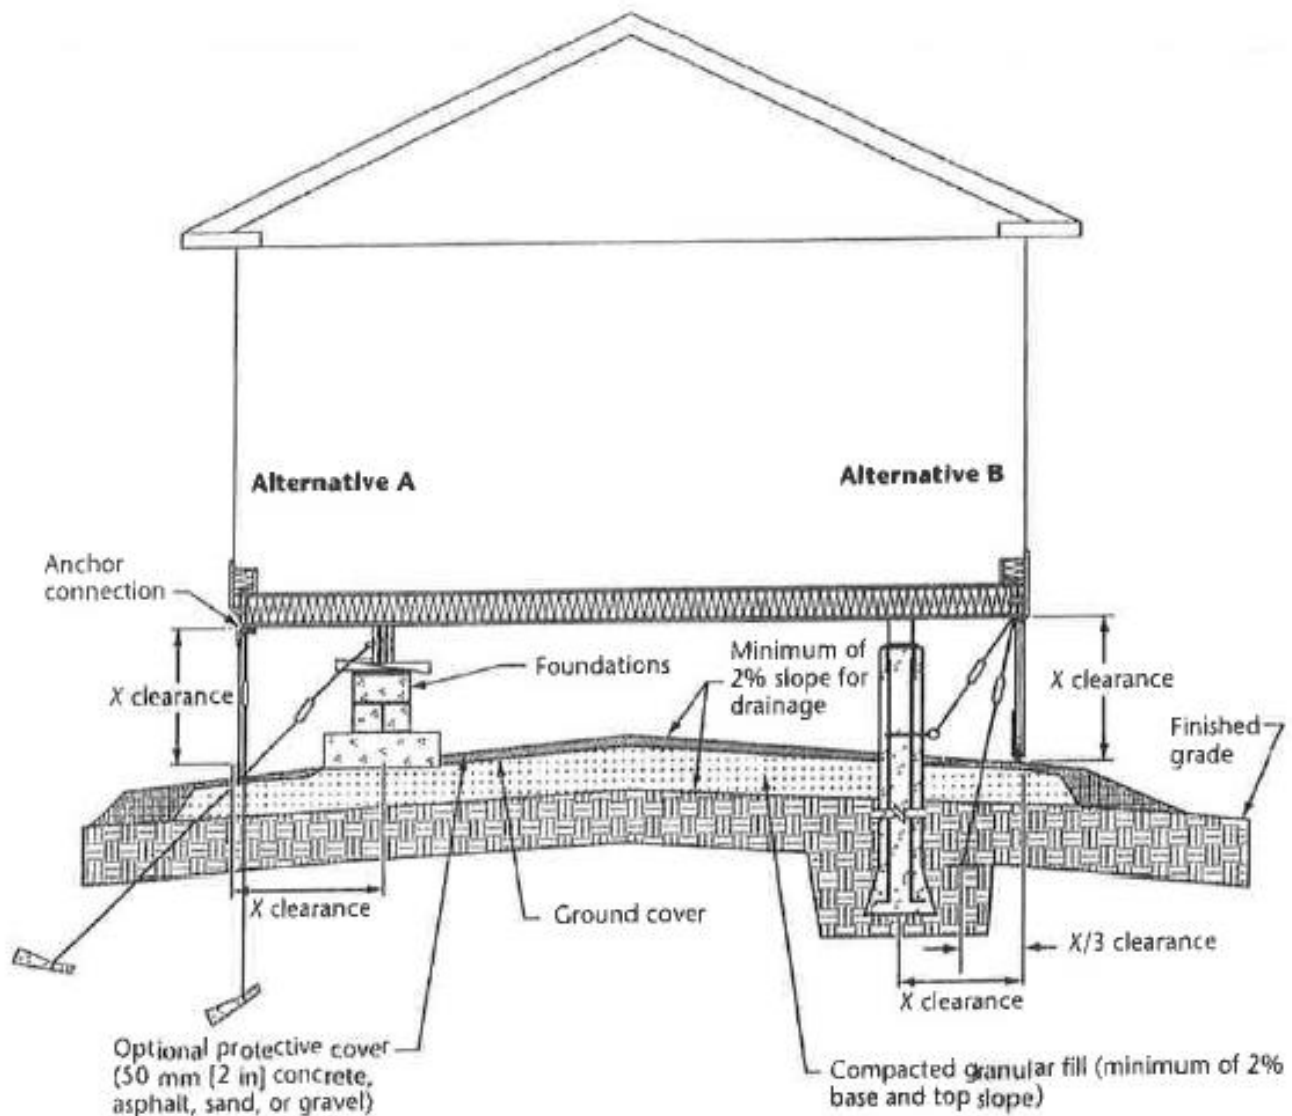 Alternative A
Alternative B
Anchor
connection
X clearance
Foundations
Minimum of
2% slope for
drainage
X clearance
Finished
grade
X clearance
Ground cover
X/3 clearance
X clearance
Optional protective cover
(50 mm [2 in] concrete,
asphalt, sand, or gravel)
Compacted granular fill (minimum of 2%
base and top slope)